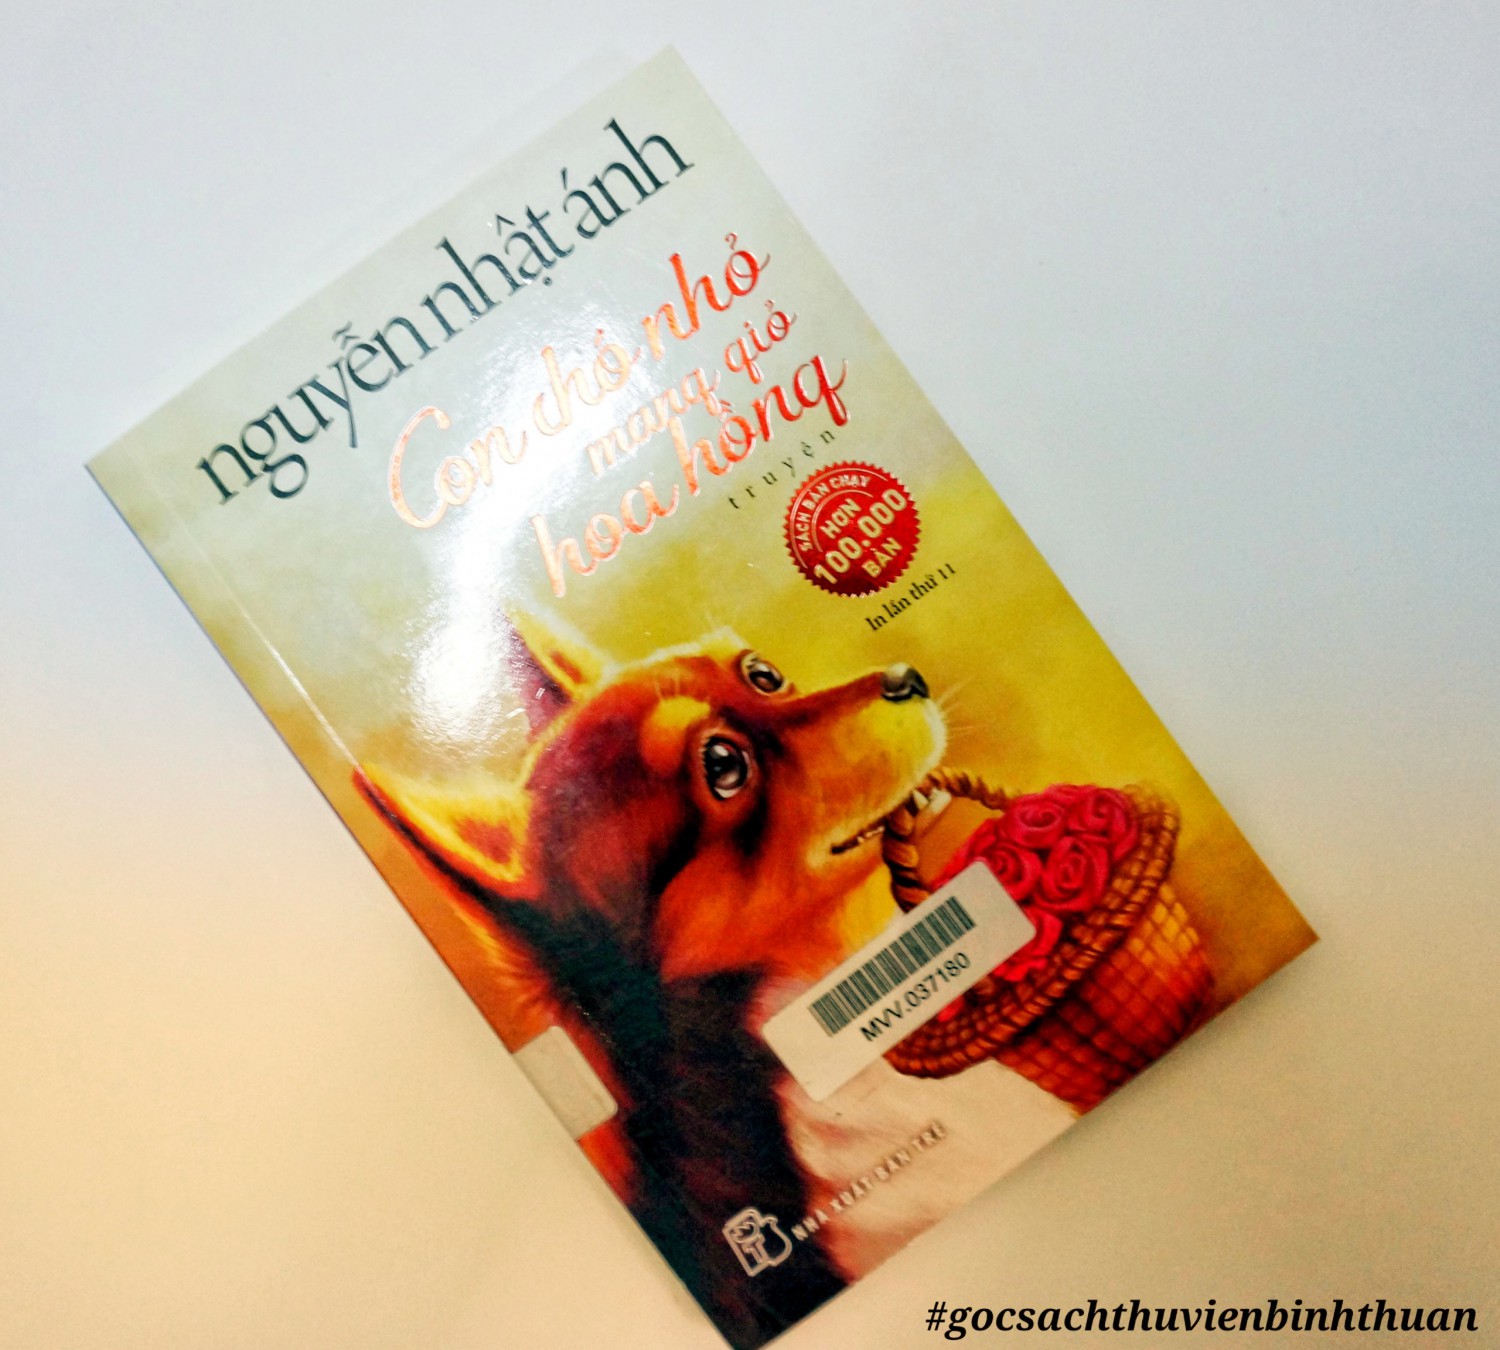 nguyễn nhật ánh
Con chó nhỏ
mang giỏ
hoa hồng
truyện
SÁCH BÁN CHẠY
HƠN
100.000
BẢN
In lần thứ 11
MVV.037180
NHÀ XUẤT BẢN TRẺ
#gocsachthuvienbinhthuan